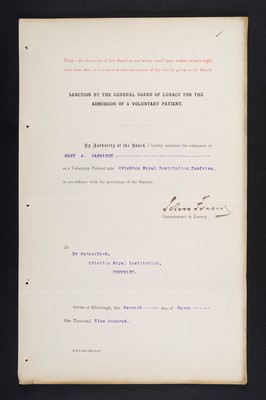 NOTE.—In the event of this Sanction not being acted upon within twenty-eight
days from date, it is requested that intimation of the fact be given to the Board.
SANCTION BY THE GENERAL BOARD OF LUNACY FOR THE
ADMISSION OF A VOLUNTARY PATIENT.
By Authority of the Board, I hereby sanction the admission of
MARY A. GARRIOCH
as a Voluntary Patient into Crichton Royal Institution, Dumfries.
in accordance with the provisions of the Statute.
John Fraser
Commissioner in Lunacy.
To
Dr Rutherford,
Crichton Royal Institution,
DUMFRIES.
Given at Edinburgh, this Seventh ----- day of March ------
One Thousand Nine hundred.